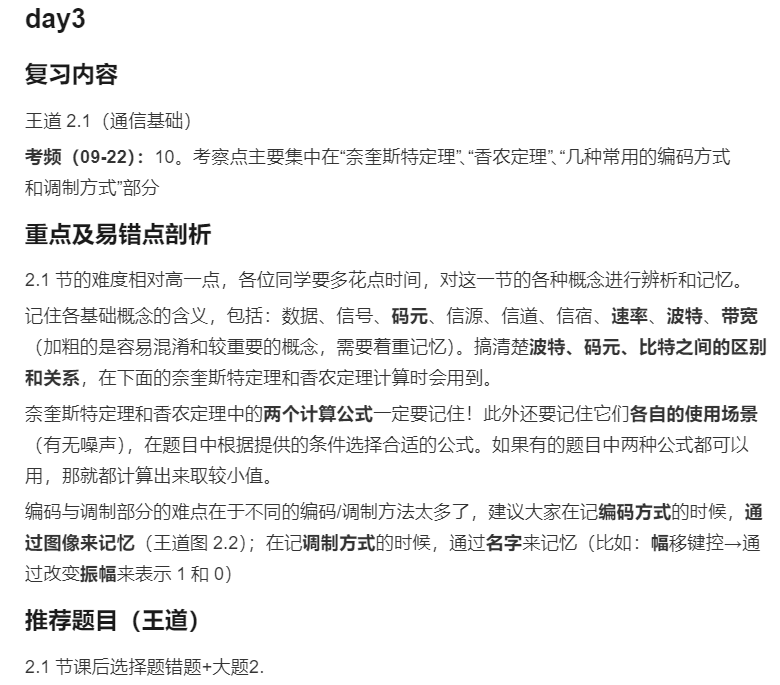 day3
复习内容
王道 2.1（通信基础）
考频（09-22）：10。考察点主要集中在“奈奎斯特定理”、“香农定理”、“几种常用的编码方式
和调制方式”部分
重点及易错点剖析
2.1 节的难度相对高一点，各位同学要多花点时间，对这一节的各种概念进行辨析和记忆。
记住各基础概念的含义，包括：数据、信号、码元、信源、信道、信宿、速率、波特、带宽
（加粗的是容易混淆和较重要的概念，需要着重记忆）。搞清楚波特、码元、比特之间的区别
和关系，在下面的奈奎斯特定理和香农定理计算时会用到。
奈奎斯特定理和香农定理中的两个计算公式一定要记住！此外还要记住它们各自的使用场景
（有无噪声），在题目中根据提供的条件选择合适的公式。如果有的题目中两种公式都可以
用，那就都计算出来取较小值。
编码与调制部分的难点在于不同的编码/调制方法太多了，建议大家在记编码方式的时候，通
过图像来记忆（王道图 2.2）；在记调制方式的时候，通过名字来记忆（比如：幅移键控→通
过改变振幅来表示 1 和 0）
推荐题目（王道）
2.1 节课后选择题错题+大题2.